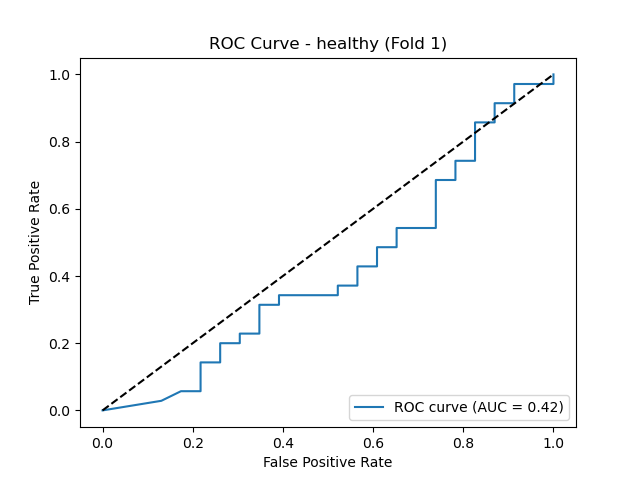 ROC Curve - healthy (Fold 1)
1.0
0.8
0.6
0.4
0.2
0.0
True Positive Rate
ROC curve (AUC = 0.42)
0.0 0.2 0.4 0.6 0.8 1.0
False Positive Rate